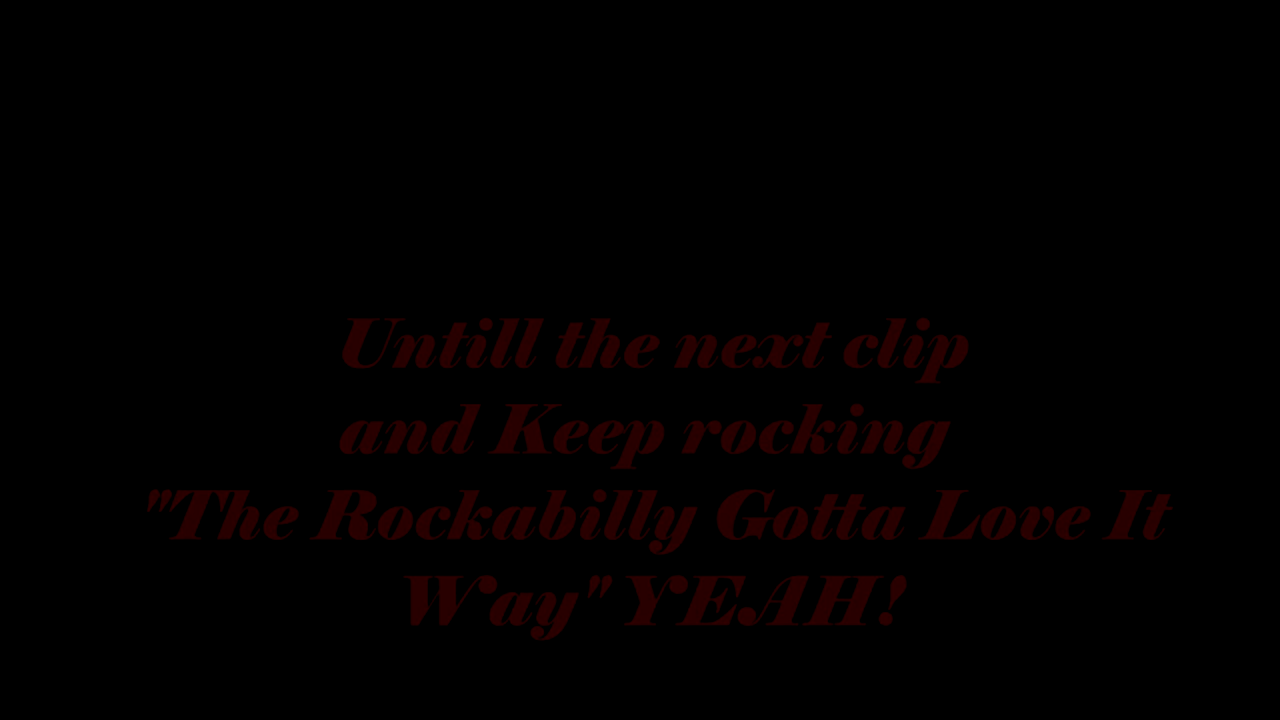 Untill the next clip
and Keep rocking
"The Rockabilly Gotta Love It
Way" YEAH!